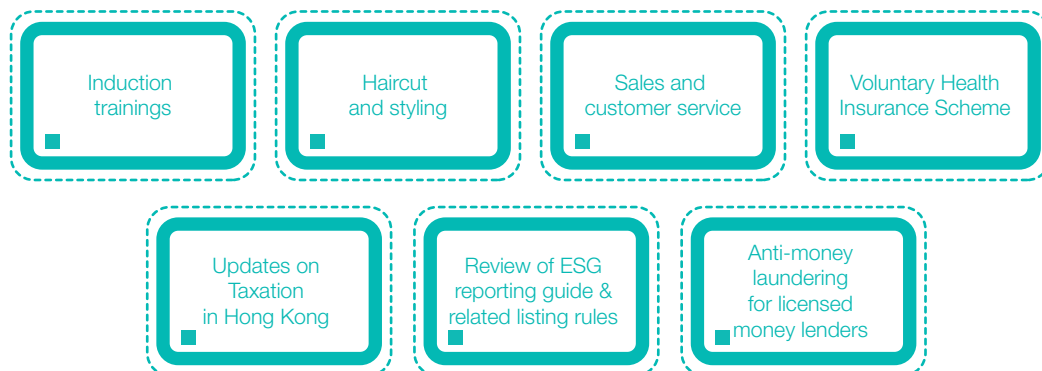 Induction
trainings
Haircut
and styling
Sales and
customer service
Voluntary Health
Insurance Scheme
Updates on
Taxation
in Hong Kong
Review of ESG
reporting guide &
related listing rules
Anti-money
laundering
for licensed
money lenders